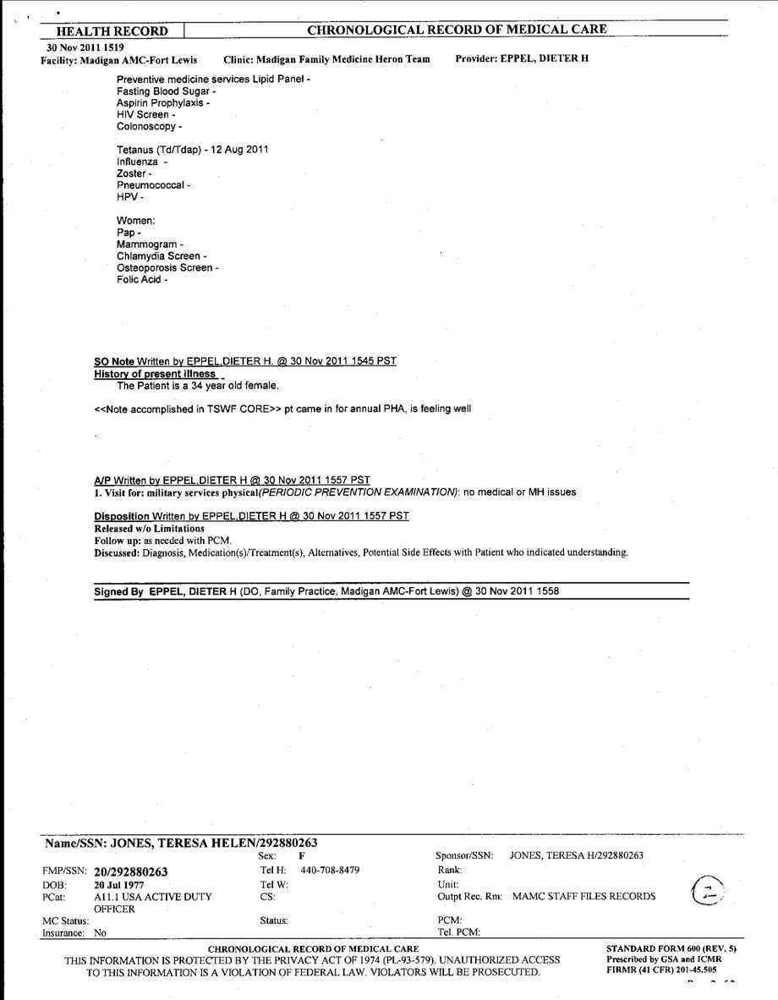 HEALTH RECORD CHRONOLOGICAL RECORD OF MEDICAL CARE
30 Nov 2011 1519
Facility: Madigan AMC-Fort Lewis Clinic: Madigan Family Medicine Heron Team Provider: EPPEL, DIETER H
Preventive medicine services Lipid Panel -
Fasting Blood Sugar -
Aspirin Prophylaxis -
HIV Screen -
Colonoscopy -
Tetanus (Td/Tdap) - 12 Aug 2011
Influenza -
Zoster -
Pneumococcal -
HPV -
Women:
Pap -
Mammogram -
Chlamydia Screen -
Osteoporosis Screen -
Folic Acid -
SO Note Written by EPPEL,DIETER H. @ 30 Nov 2011 1545 PST
History of present illness
The Patient is a 34 year old female.
<<Note accomplished in TSWF CORE>> pt came in for annual PHA, is feeling well
A/P Written by EPPEL,DIETER H @ 30 Nov 2011 1557 PST
1. Visit for: military services physical(PERIODIC PREVENTION EXAMINATION): no medical or MH issues
Disposition Written by EPPEL,DIETER H @ 30 Nov 2011 1557 PST
Released w/o Limitations
Follow up: as needed with PCM.
Discussed: Diagnosis, Medication(s)/Treatment(s), Alternatives, Potential Side Effects with Patient who indicated understanding.
Signed By EPPEL, DIETER H (DO, Family Practice, Madigan AMC-Fort Lewis) @ 30 Nov 2011 1558
Name/SSN: JONES, TERESA HELEN/292880263
Sex: F Sponsor/SSN: JONES, TERESA H/292880263
FMP/SSN: 20/292880263 Tel H: 440-708-8479 Rank:
DOB: 20 Jul 1977 Tel W: Unit:
PCat: A11.1 USA ACTIVE DUTY OFFICER CS: Outpt Rec. Rm: MAMC STAFF FILES RECORDS
2
MC Status: Status: PCM:
Insurance: No Tel. PCM:
CHRONOLOGICAL RECORD OF MEDICAL CARE STANDARD FORM 600 (REV. 5)
THIS INFORMATION IS PROTECTED BY THE PRIVACY ACT OF 1974 (PL-93-579). UNAUTHORIZED ACCESS Prescribed by GSA and ICMR
TO THIS INFORMATION IS A VIOLATION OF FEDERAL LAW. VIOLATORS WILL BE PROSECUTED. FIRMR (41 CFR) 201-45.505